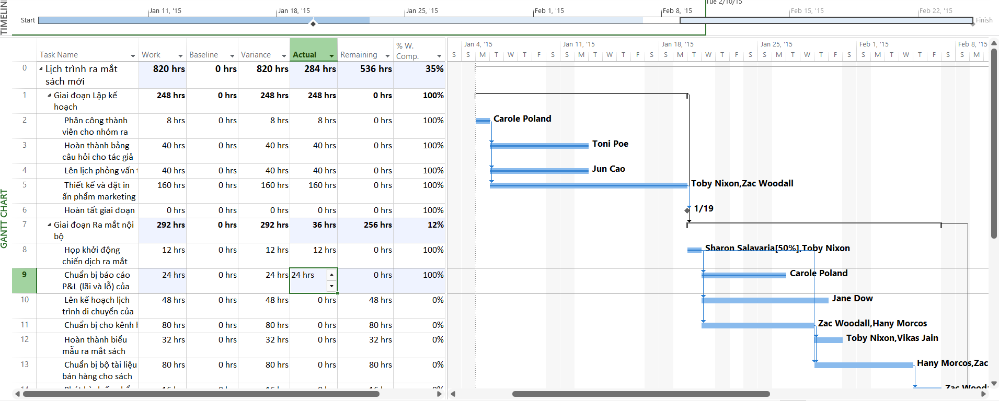 TIMELINE
Tue 2/10/15
Jan 11, '15 Jan 18, '15 Jan 25, '15 Feb 1, '15 Feb 8, '15 Feb 15, '15 Feb 22, '15
Start Finish
GANTT CHART
Task Name Work Baseline Variance Actual Remaining % W. Comp.
Jan 4, '15 Jan 11, '15 Jan 18, '15 Jan 25, '15 Feb 1, '15 Feb 8, '15
S S M T W T F S S M T W T F S S M T W T F S S M T W T F S S M T W T F S S M
0 Lịch trình ra mắt 820 hrs 0 hrs 820 hrs 284 hrs 536 hrs 35%
sách mới
1 Giai đoạn Lập kế 248 hrs 0 hrs 248 hrs 248 hrs 0 hrs 100%
hoạch
2 Phân công thành 8 hrs 0 hrs 8 hrs 8 hrs 0 hrs 100% Carole Poland
viên cho nhóm ra
3 Hoàn thành bảng 40 hrs 0 hrs 40 hrs 40 hrs 0 hrs 100% Toni Poe
câu hỏi cho tác giả
4 Lên lịch phỏng vấn 40 hrs 0 hrs 40 hrs 40 hrs 0 hrs 100% Jun Cao
5 Thiết kế và đặt in 160 hrs 0 hrs 160 hrs 160 hrs 0 hrs 100% Toby Nixon,Zac Woodall
ấn phẩm marketing
6 Hoàn tất giai đoạn 0 hrs 0 hrs 0 hrs 0 hrs 0 hrs 100% 1/19
7 Giai đoạn Ra mắt nội 292 hrs 0 hrs 292 hrs 36 hrs 256 hrs 12%
bộ
8 Họp khởi động 12 hrs 0 hrs 12 hrs 12 hrs 0 hrs 100% Sharon Salavaria[50%],Toby Nixon
chiến dịch ra mắt
9 Chuẩn bị báo cáo 24 hrs 0 hrs 24 hrs 24 hrs 0 hrs 100% Carole Poland
P&L (lãi và lỗ) của
10 Lên kế hoạch lịch 48 hrs 0 hrs 48 hrs 0 hrs 48 hrs 0% Jane Dow
trình di chuyển của
11 Chuẩn bị cho kênh 80 hrs 0 hrs 80 hrs 0 hrs 80 hrs 0% Zac Woodall,Hany Morcos
12 Hoàn thành biểu 32 hrs 0 hrs 32 hrs 0 hrs 32 hrs 0% Toby Nixon,Vikas Jain
mẫu ra mắt sách
13 Chuẩn bị bộ tài liệu 80 hrs 0 hrs 80 hrs 0 hrs 80 hrs 0% Hany Morcos,Zac
bán hàng cho sách